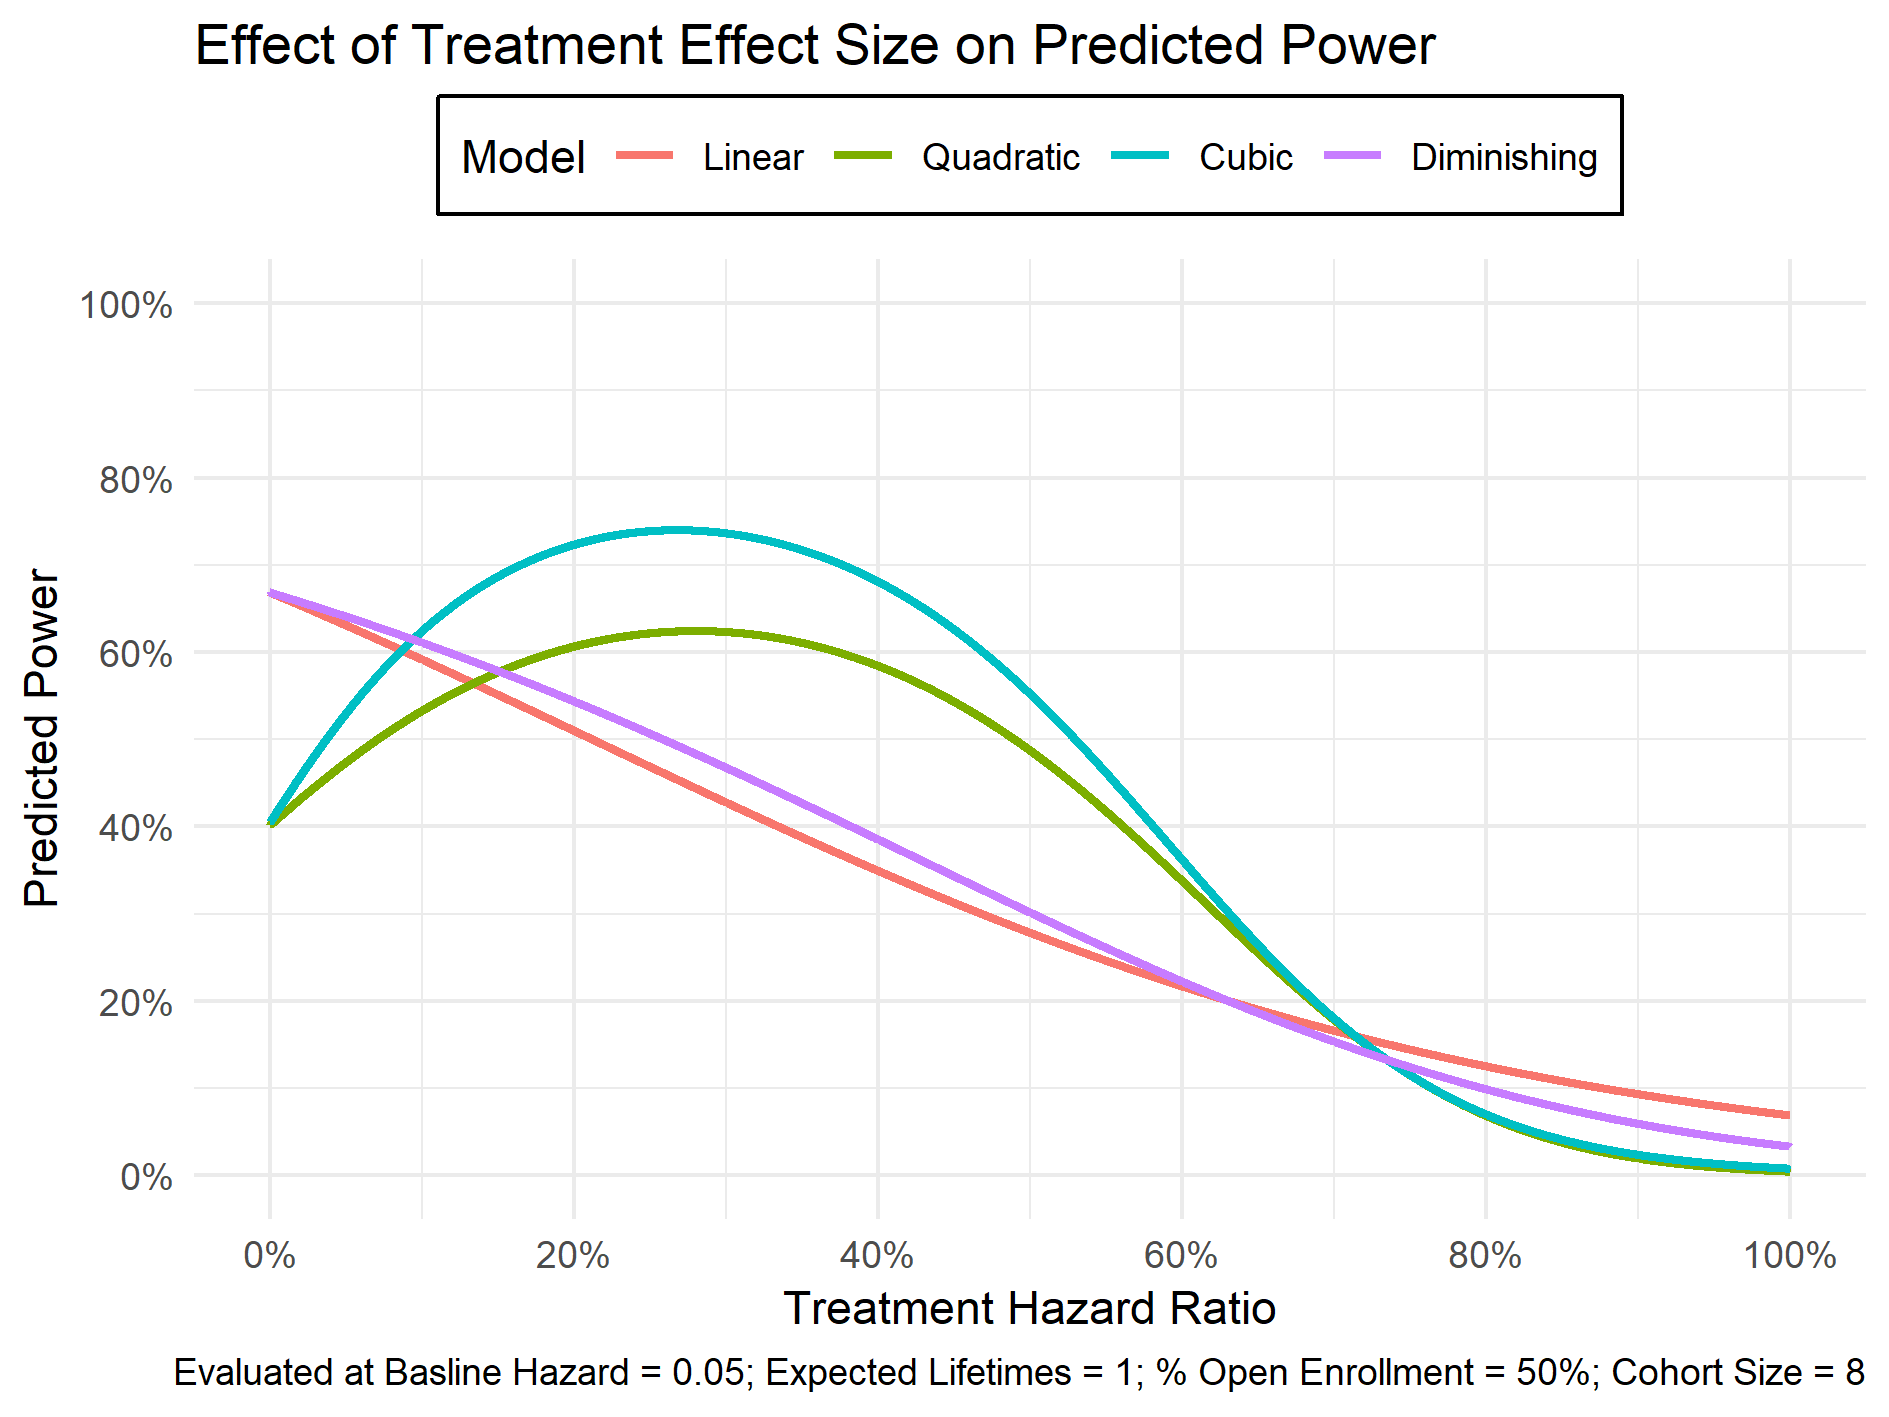 Effect of Treatment Effect Size on Predicted Power
Model Linear Quadratic Cubic Diminishing
100%
80%
60%
40%
20%
0%
Predicted Power
0% 20% 40% 60% 80% 100%
Treatment Hazard Ratio
Evaluated at Basline Hazard = 0.05; Expected Lifetimes = 1; % Open Enrollment = 50%; Cohort Size = 8